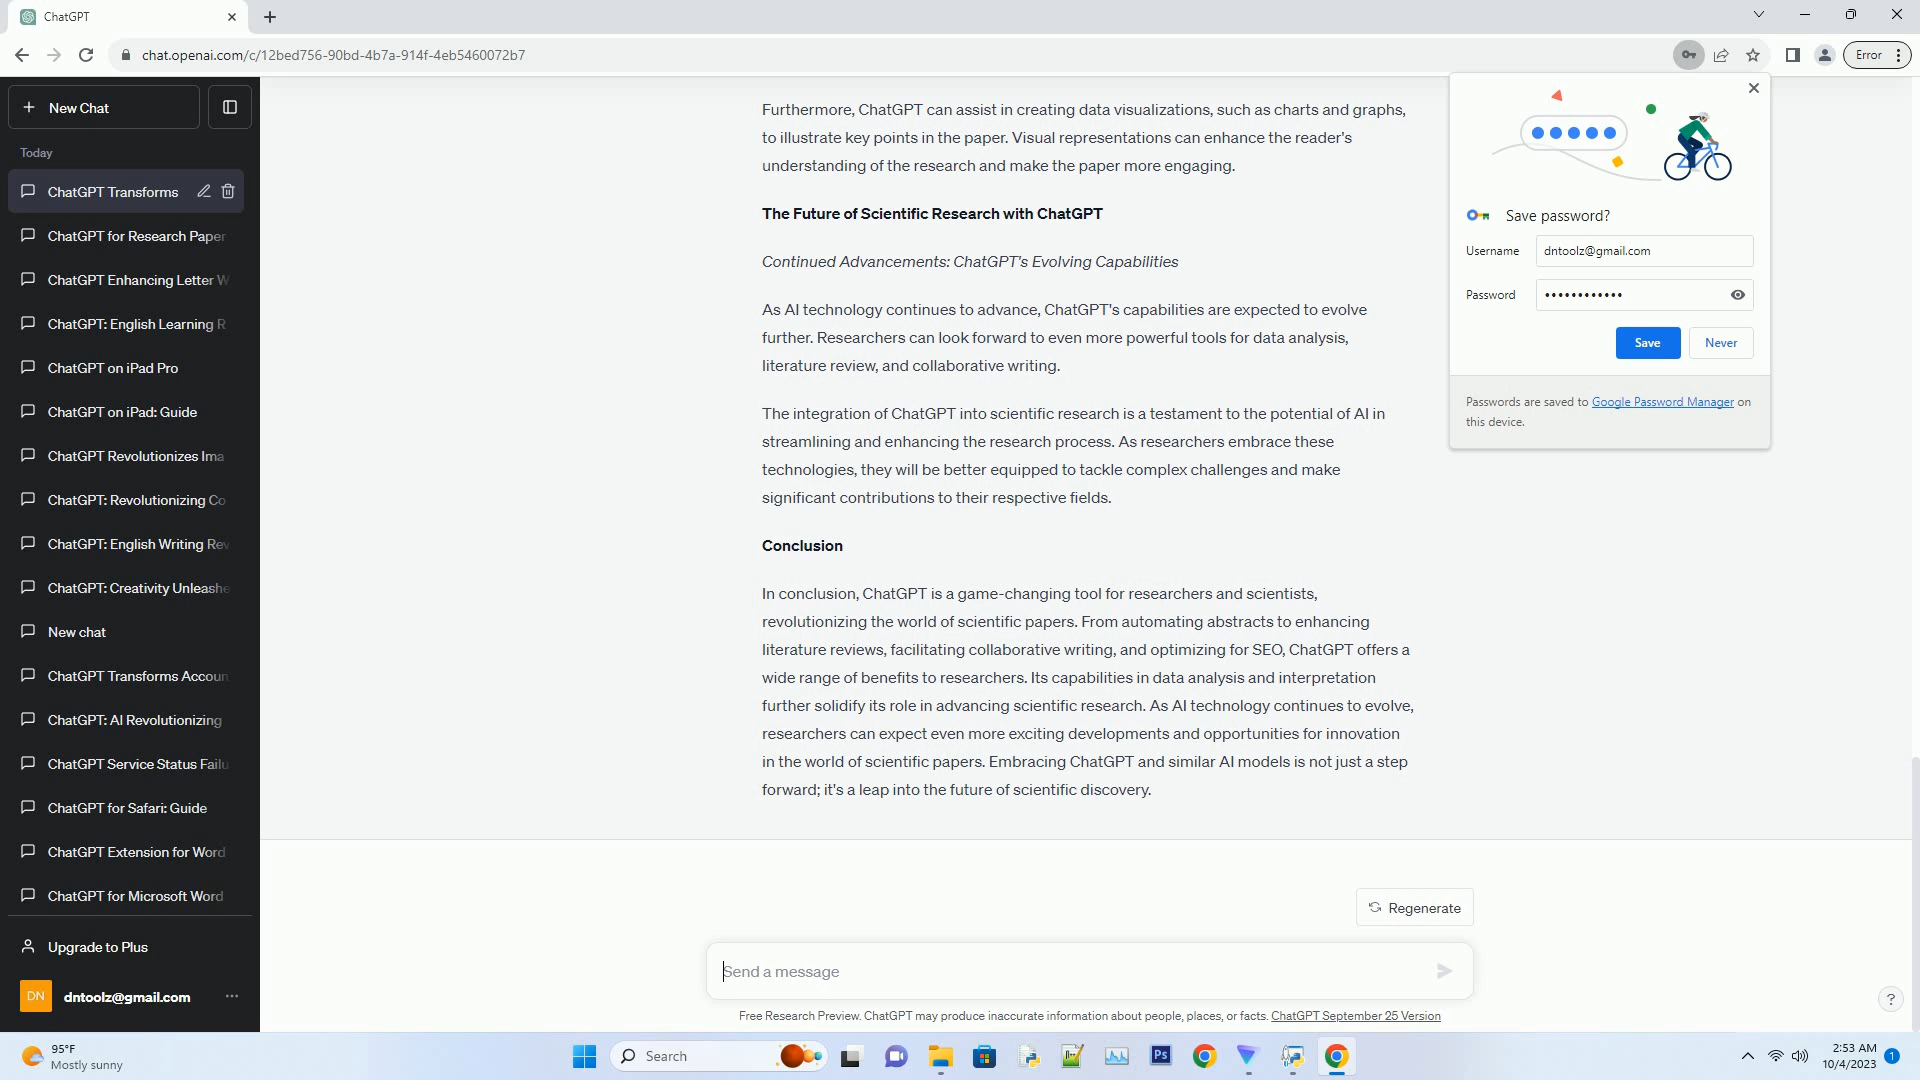 ChatGPT
chat.openai.com/c/12bed756-90bd-4b7a-914f-4eb5460072b7
Error
New Chat
Today
ChatGPT Transforms
ChatGPT for Research Paper
ChatGPT Enhancing Letter W
ChatGPT: English Learning R
ChatGPT on iPad Pro
ChatGPT on iPad: Guide
ChatGPT Revolutionizes Ima
ChatGPT: Revolutionizing Co
ChatGPT: English Writing Rev
ChatGPT: Creativity Unleashe
New chat
ChatGPT Transforms Accoun
ChatGPT: AI Revolutionizing
ChatGPT Service Status Failu
ChatGPT for Safari: Guide
ChatGPT Extension for Word
ChatGPT for Microsoft Word
Upgrade to Plus
DN
dntoolz@gmail.com
Furthermore, ChatGPT can assist in creating data visualizations, such as charts and graphs,
to illustrate key points in the paper. Visual representations can enhance the reader's
understanding of the research and make the paper more engaging.
The Future of Scientific Research with ChatGPT
Continued Advancements: ChatGPT's Evolving Capabilities
As AI technology continues to advance, ChatGPT's capabilities are expected to evolve
further. Researchers can look forward to even more powerful tools for data analysis,
literature review, and collaborative writing.
The integration of ChatGPT into scientific research is a testament to the potential of AI in
streamlining and enhancing the research process. As researchers embrace these
technologies, they will be better equipped to tackle complex challenges and make
significant contributions to their respective fields.
Conclusion
In conclusion, ChatGPT is a game-changing tool for researchers and scientists,
revolutionizing the world of scientific papers. From automating abstracts to enhancing
literature reviews, facilitating collaborative writing, and optimizing for SEO, ChatGPT offers a
wide range of benefits to researchers. Its capabilities in data analysis and interpretation
further solidify its role in advancing scientific research. As AI technology continues to evolve,
researchers can expect even more exciting developments and opportunities for innovation
in the world of scientific papers. Embracing ChatGPT and similar AI models is not just a step
forward; it's a leap into the future of scientific discovery.
Save password?
Username
dntoolz@gmail.com
Password
••••••••••••
Save
Never
Passwords are saved to Google Password Manager on
this device.
Regenerate
Send a message
Free Research Preview. ChatGPT may produce inaccurate information about people, places, or facts. ChatGPT September 25 Version
?
95°F
Mostly sunny
Search
Ps
2:53 AM
10/4/2023
1